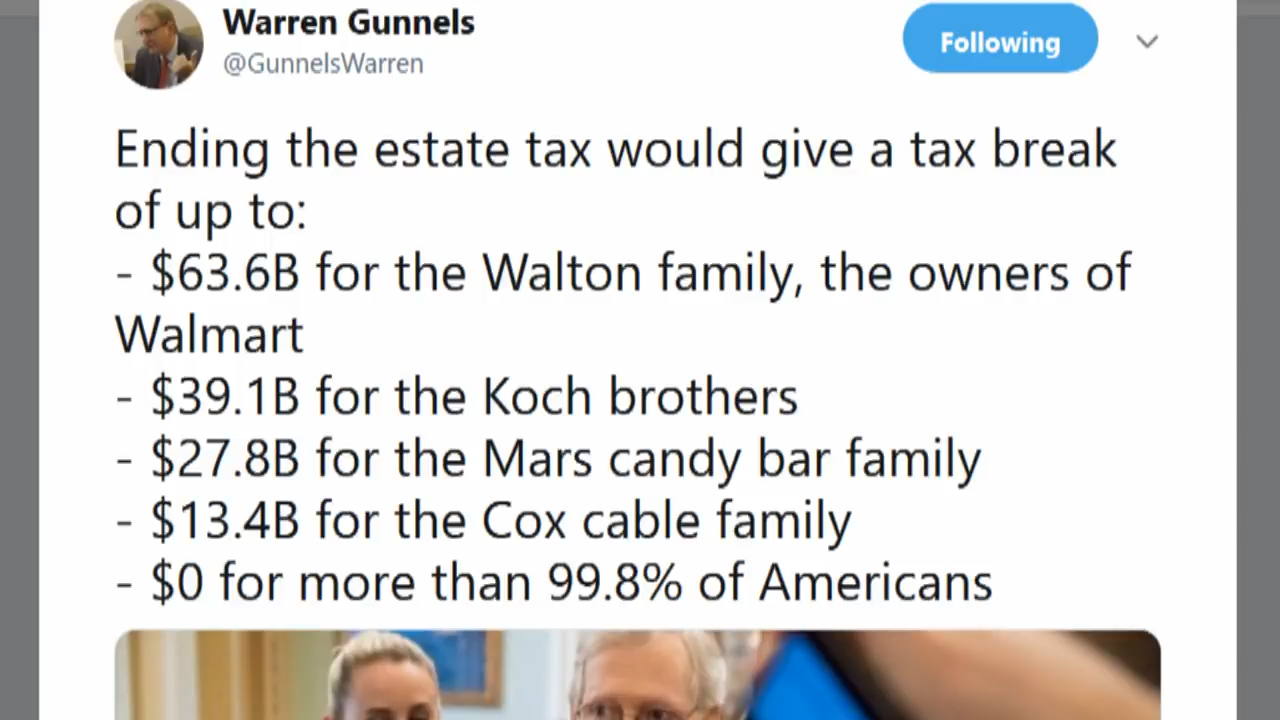 Warren Gunnels
@GunnelsWarren
Following
Ending the estate tax would give a tax break
of up to:
- $63.6B for the Walton family, the owners of
Walmart
- $39.1B for the Koch brothers
- $27.8B for the Mars candy bar family
- $13.4B for the Cox cable family
- $0 for more than 99.8% of Americans